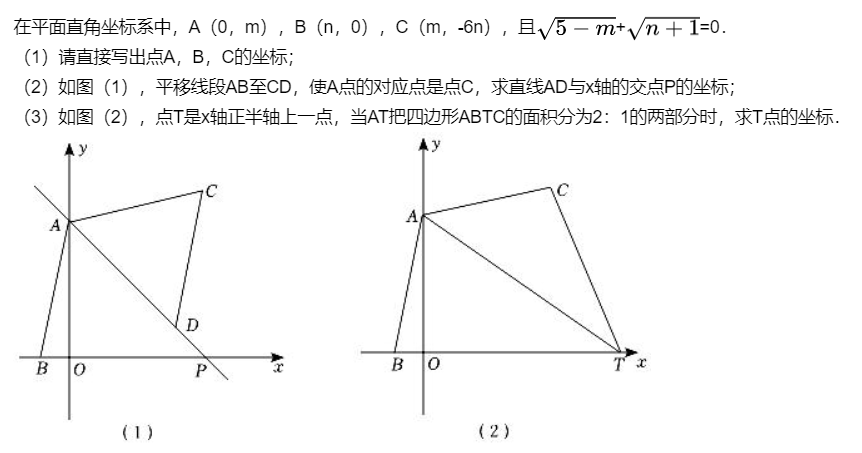 在平面直角坐标系中，A（0，m），B（n，0），C（m，-6n），且√(5-m)+√(n+1)=0．
（1）请直接写出点A，B，C的坐标；
（2）如图（1），平移线段AB至CD，使A点的对应点是点C，求直线AD与x轴的交点P的坐标；
（3）如图（2），点T是x轴正半轴上一点，当AT把四边形ABTC的面积分为2：1的两部分时，求T点的坐标．
y
C
A
D
B O P x
（1）
y
C
A
B O T x
（2）